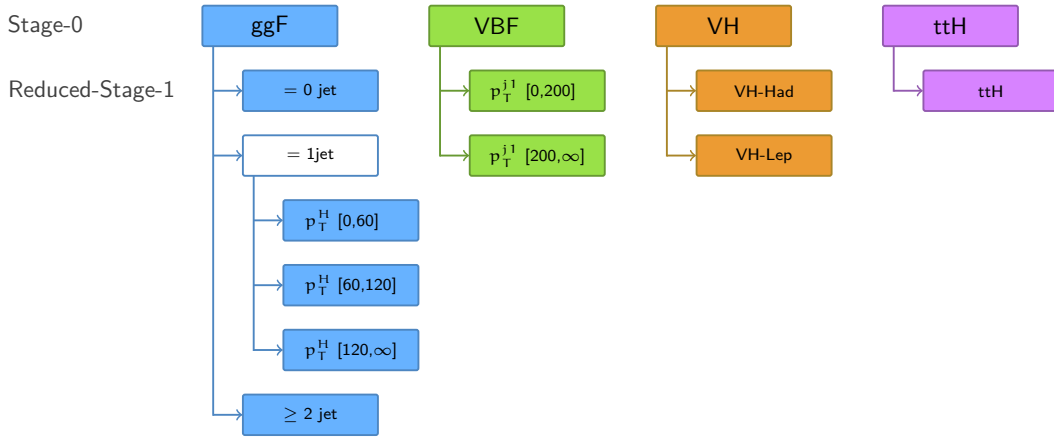 Stage-0 ggF VBF VH ttH
Reduced-Stage-1 = 0 jet p_T^{j1} [0,200] VH-Had ttH
= 1jet p_T^{j1} [200,∞] VH-Lep
p_T^H [0,60]
p_T^H [60,120]
p_T^H [120,∞]
≥ 2 jet